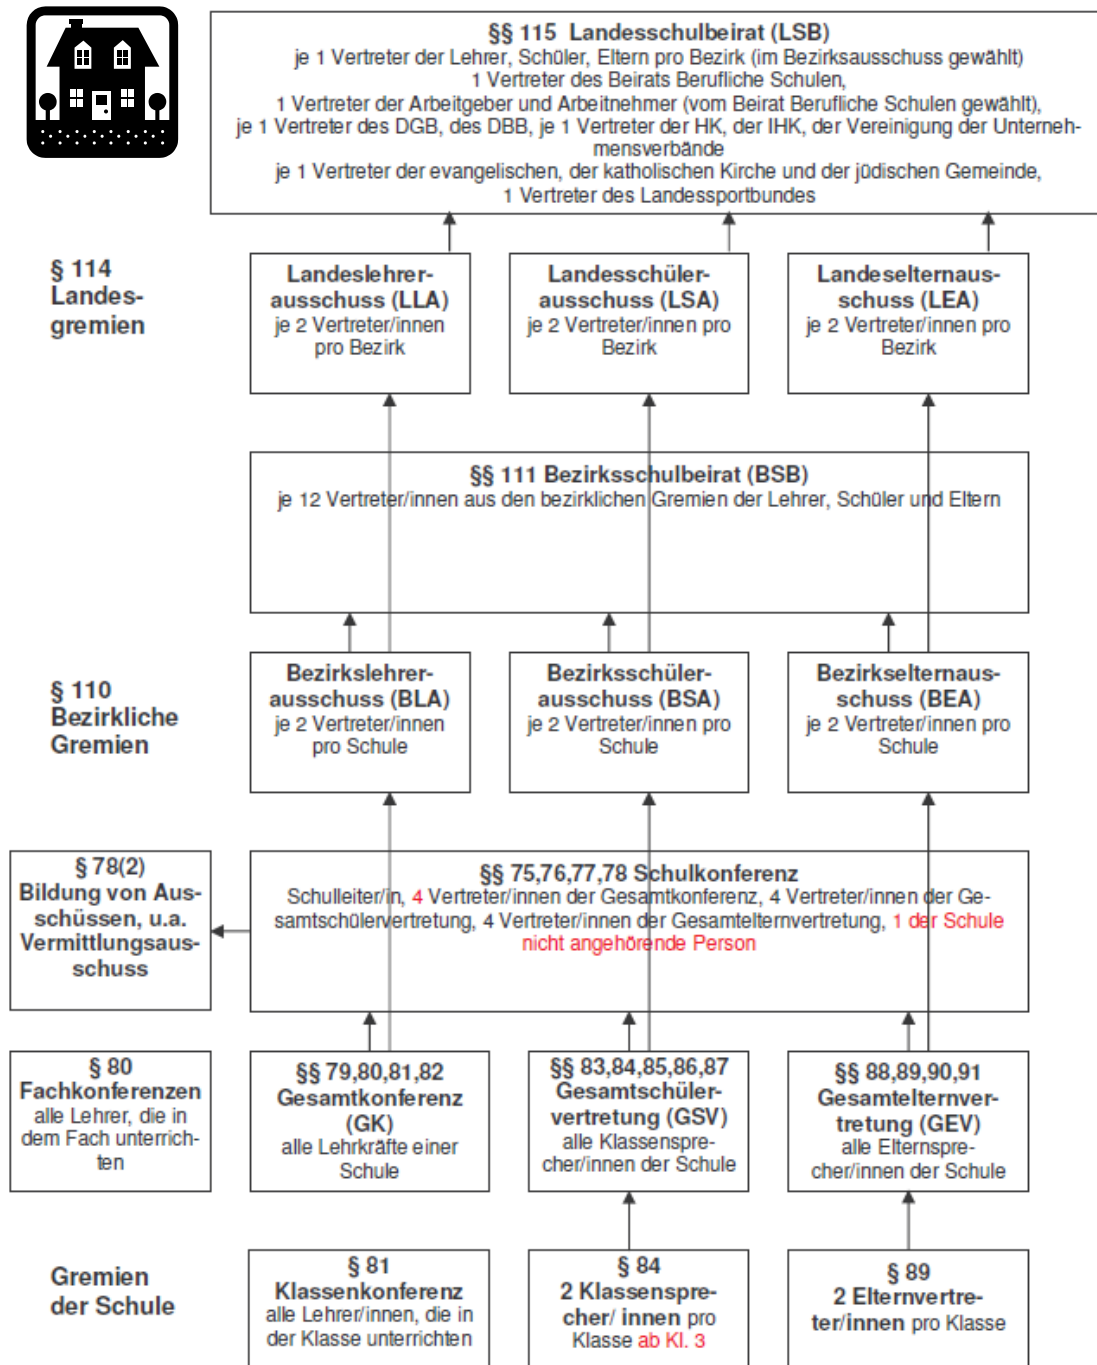 §§ 115  Landesschulbeirat (LSB)
je 1 Vertreter der Lehrer, Schüler, Eltern pro Bezirk (im Bezirksausschuss gewählt)
1 Vertreter des Beirats Berufliche Schulen,
1 Vertreter der Arbeitgeber und Arbeitnehmer (vom Beirat Berufliche Schulen gewählt),
je 1 Vertreter des DGB, des DBB, je 1 Vertreter der HK, der IHK, der Vereinigung der Unterneh-
mensverbände
je 1 Vertreter der evangelischen, der katholischen Kirche und der jüdischen Gemeinde,
1 Vertreter des Landessportbundes
§ 114
Landes-
gremien
Landeslehrer-
ausschuss (LLA)
je 2 Vertreter/innen
pro Bezirk
Landesschüler-
ausschuss (LSA)
je 2 Vertreter/innen pro
Bezirk
Landeselternaus-
schuss (LEA)
je 2 Vertreter/innen pro
Bezirk
§§ 111 Bezirksschulbeirat (BSB)
je 12 Vertreter/innen aus den bezirklichen Gremien der Lehrer, Schüler und Eltern
§ 110
Bezirkliche
Gremien
Bezirkslehrer-
ausschuss (BLA)
je 2 Vertreter/innen
pro Schule
Bezirksschüler-
ausschuss (BSA)
je 2 Vertreter/innen pro
Schule
Bezirkselternaus-
schuss (BEA)
je 2 Vertreter/innen pro
Schule
§ 78(2)
Bildung von Aus-
schüssen, u.a.
Vermittlungsaus-
schuss
§§ 75,76,77,78 Schulkonferenz
Schulleiter/in, 4 Vertreter/innen der Gesamtkonferenz, 4 Vertreter/innen der Ge-
samtschülervertretung, 4 Vertreter/innen der Gesamtelternvertretung, 1 der Schule
nicht angehörende Person
§ 80
Fachkonferenzen
alle Lehrer, die in
dem Fach unterrich-
ten
§§ 79,80,81,82
Gesamtkonferenz
(GK)
alle Lehrkräfte einer
Schule
§§ 83,84,85,86,87
Gesamtschüler-
vertretung (GSV)
alle Klassenspre-
cher/innen der Schule
§§ 88,89,90,91
Gesamtelternver-
tretung (GEV)
alle Elternspre-
cher/innen der Schule
Gremien
der Schule
§ 81
Klassenkonferenz
alle Lehrer/innen, die in
der Klasse unterrichten
§ 84
2 Klassenspre-
cher/ innen pro
Klasse ab Kl. 3
§ 89
2 Elternvertre-
ter/innen pro Klasse